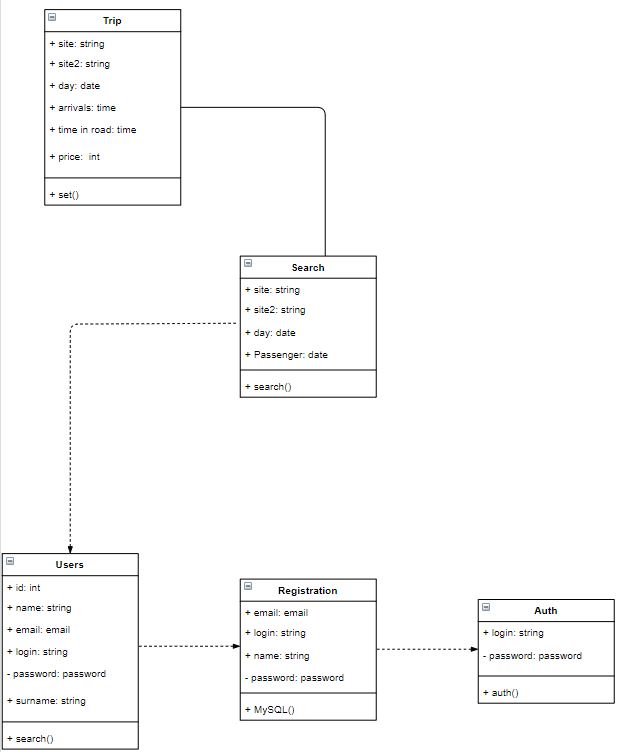 Trip
+ site: string
+ site2: string
+ day: date
+ arrivals: time
+ time in road: time
+ price: int
+ set()
Search
+ site: string
+ site2: string
+ day: date
+ Passenger: date
+ search()
Users
+ id: int
+ name: string
+ email: email
+ login: string
- password: password
+ surname: string
+ search()
Registration
+ email: email
+ login: string
+ name: string
- password: password
+ MySQL()
Auth
+ login: string
- password: password
+ auth()